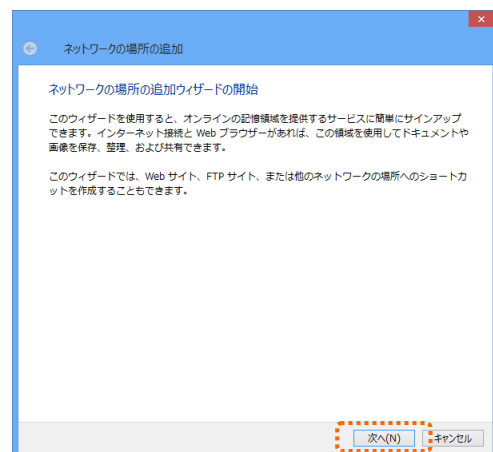 ネットワークの場所の追加
ネットワークの場所の追加ウィザードの開始
このウィザードを使用すると、オンラインの記憶領域を提供するサービスに簡単にサインアップ
できます。インターネット接続と Web ブラウザーがあれば、この領域を使用してドキュメントや
画像を保存、整理、および共有できます。
このウィザードでは、Web サイト、FTP サイト、または他のネットワークの場所へのショートカ
ットを作成することもできます。
次へ(N) キャンセル